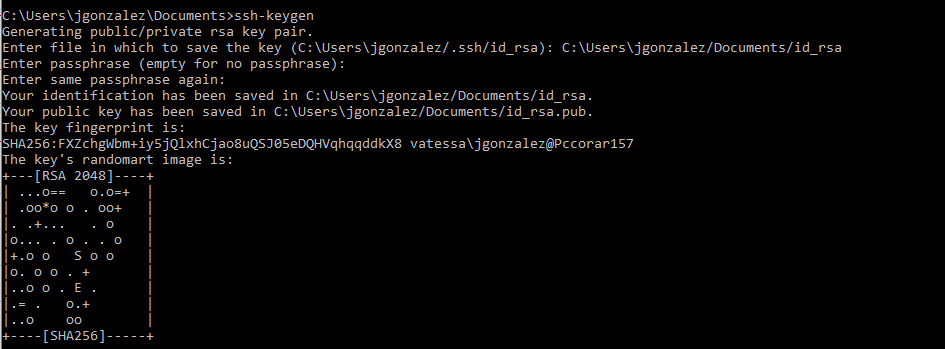 C:\Users\jgonzalez\Documents>ssh-keygen
Generating public/private rsa key pair.
Enter file in which to save the key (C:\Users\jgonzalez/.ssh/id_rsa): C:\Users\jgonzalez/Documents/id_rsa
Enter passphrase (empty for no passphrase):
Enter same passphrase again:
Your identification has been saved in C:\Users\jgonzalez/Documents/id_rsa.
Your public key has been saved in C:\Users\jgonzalez/Documents/id_rsa.pub.
The key fingerprint is:
SHA256:FXZchgWbm+iy5jQlxhCjao8uQSJ05eDQHVqhqqddkX8 vatessa\jgonzalez@Pccorar157
The key's randomart image is:
+---[RSA 2048]----+
| ...o==   o.o=+  |
| .oo*o o . oo+   |
|. .+...   . o    |
|o... . o . . o   |
|+.o o   S o o    |
|o. o o . +       |
|..o o . E .      |
|.= .   o.+       |
|..o    oo        |
+----[SHA256]-----+